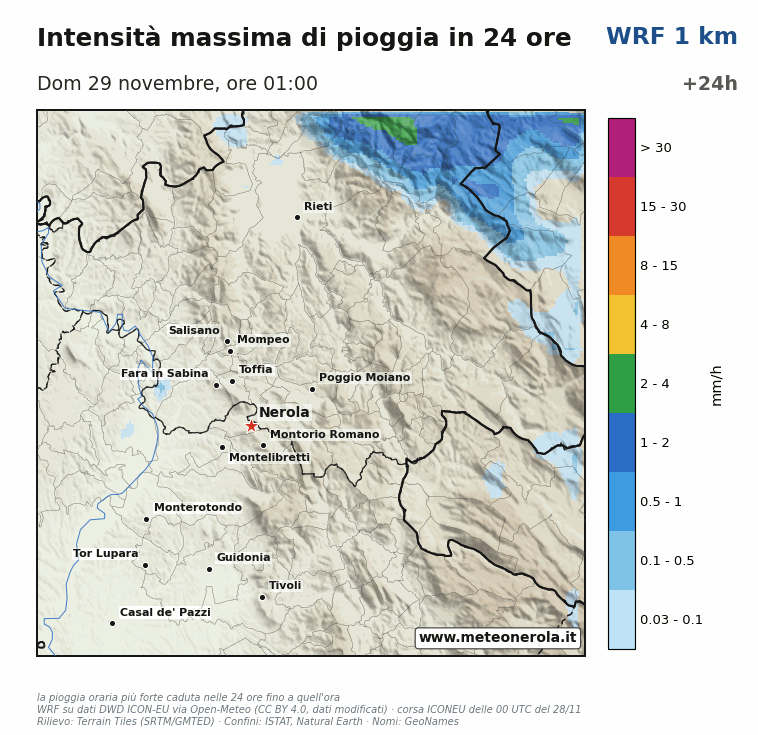 Intensità massima di pioggia in 24 ore
WRF 1 km
Dom 29 novembre, ore 01:00
+24h
Rieti
Salisano
Mompeo
Fara in Sabina
Toffia
Poggio Moiano
Nerola
Montorio Romano
Montelibretti
Monterotondo
Tor Lupara
Guidonia
Tivoli
Casal de' Pazzi
www.meteonerola.it
> 30
15 - 30
8 - 15
4 - 8
2 - 4
1 - 2
0.5 - 1
0.1 - 0.5
0.03 - 0.1
mm/h
la pioggia oraria più forte caduta nelle 24 ore fino a quell'ora
WRF su dati DWD ICON-EU via Open-Meteo (CC BY 4.0, dati modificati) · corsa ICONEU delle 00 UTC del 28/11
Rilievo: Terrain Tiles (SRTM/GMTED) · Confini: ISTAT, Natural Earth · Nomi: GeoNames